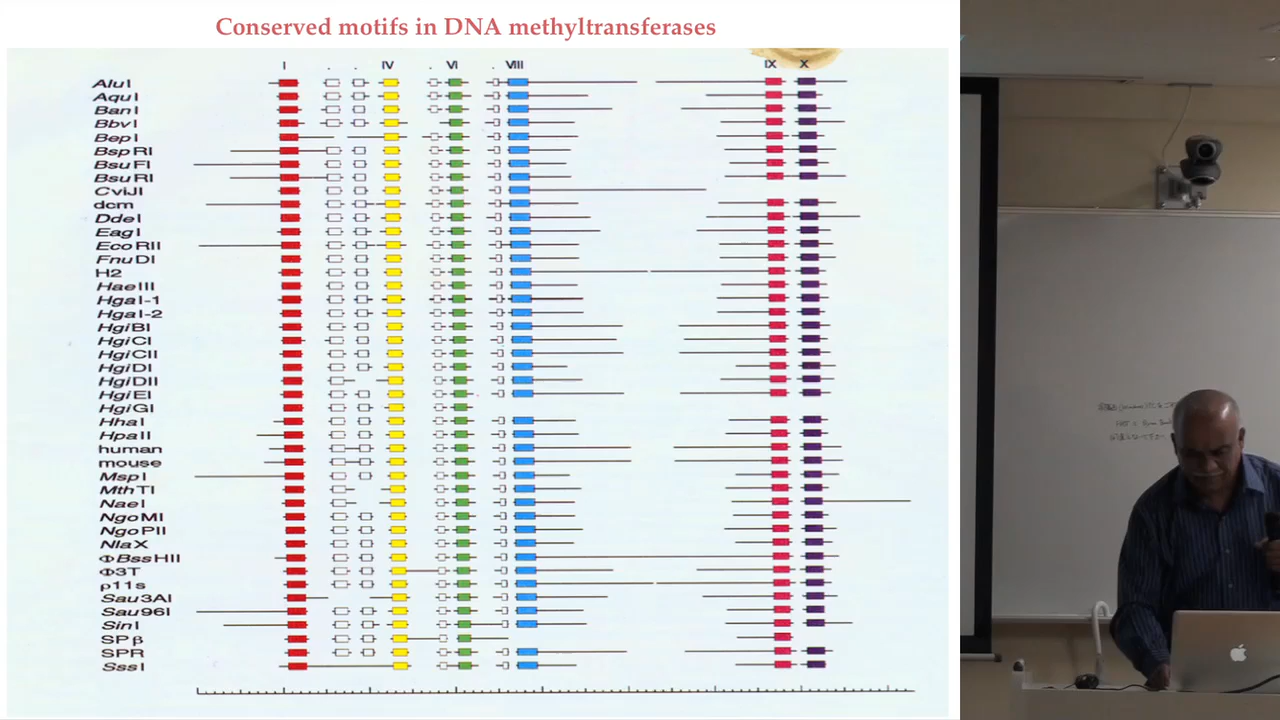 Conserved motifs in DNA methyltransferases
I . . IV . VI . VIII IX X
AluI
AquI
BanI
BbvI
BepI
BspRI
BsuFI
BsuRI
CviJI
dcm
DdeI
EagI
EcoRII
FnuDI
H2
HaeIII
HgaI-1
HgaI-2
HgiBI
HgiCI
HgiCII
HgiDI
HgiDII
HgiEI
HgiGI
HhaI
HpaII
human
mouse
MspI
MthTI
NaeI
NgoMI
NgoPII
NlaX
ΦBssHII
Φ3T
ρ11s
Sau3AI
Sau96I
SinI
SPβ
SPR
SssI